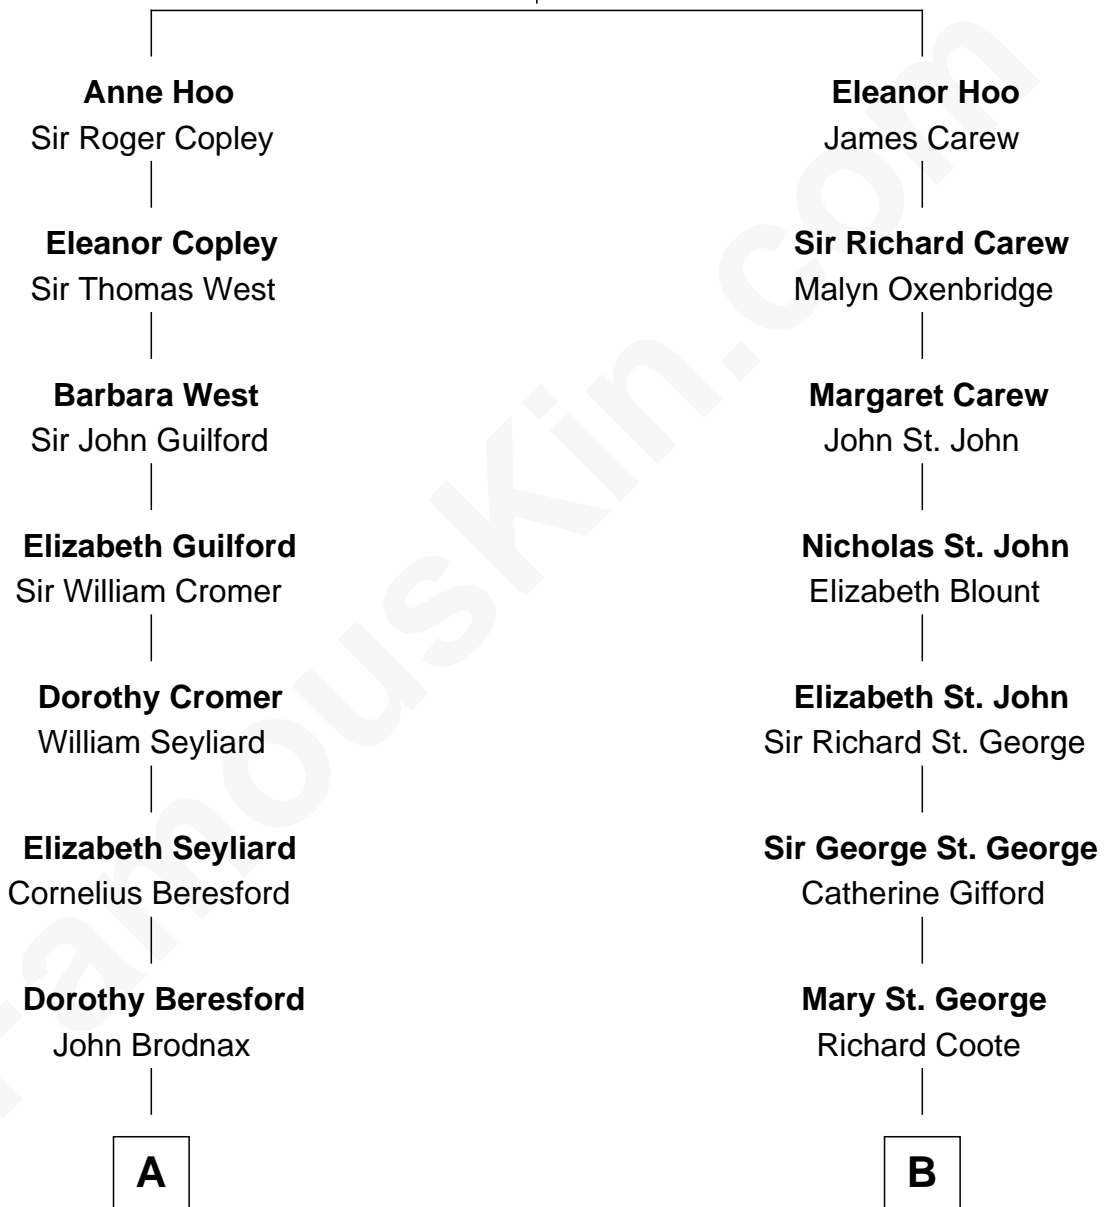 Anne Hoo
Sir Roger Copley
Eleanor Copley
Sir Thomas West
Barbara West
Sir John Guilford
Elizabeth Guilford
Sir William Cromer
Dorothy Cromer
William Seyliard
Elizabeth Seyliard
Cornelius Beresford
Dorothy Beresford
John Brodnax
A
Eleanor Hoo
James Carew
Sir Richard Carew
Malyn Oxenbridge
Margaret Carew
John St. John
Nicholas St. John
Elizabeth Blount
Elizabeth St. John
Sir Richard St. George
Sir George St. George
Catherine Gifford
Mary St. George
Richard Coote
B
FamousKin.com